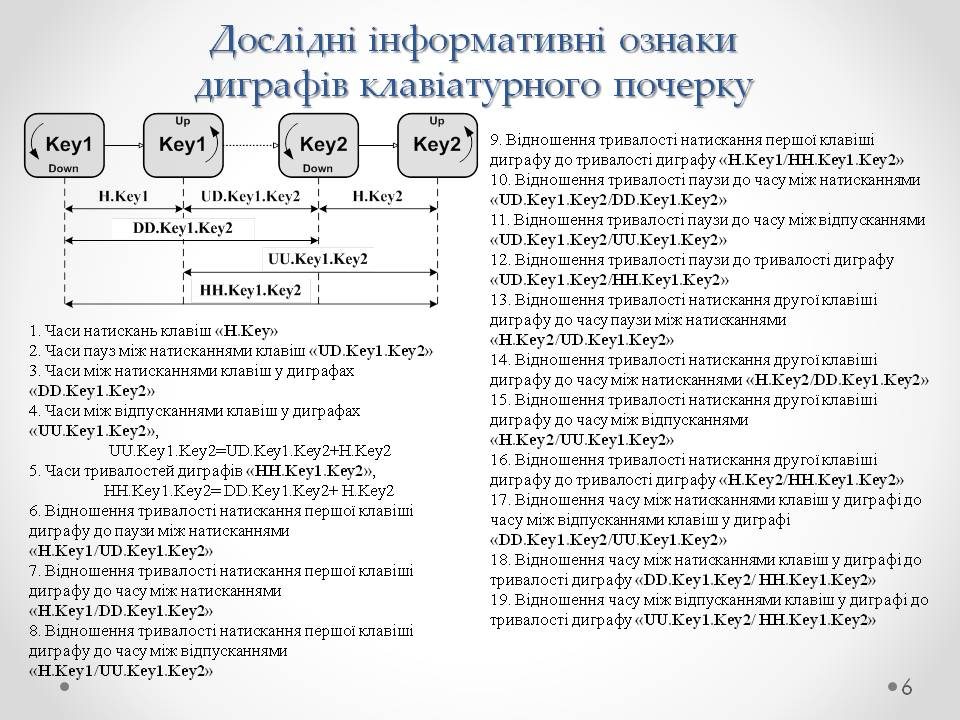 Дослідні інформативні ознаки
диграфів клавіатурного почерку
Up
Up
Key1
Key1
Key2
Key2
Down
Down
H.Key1
UD.Key1.Key2
H.Key2
DD.Key1.Key2
UU.Key1.Key2
HH.Key1.Key2
1. Часи натискань клавіш «H.Key»
2. Часи пауз між натисканнями клавіш «UD.Key1.Key2»
3. Часи між натисканнями клавіш у диграфах
«DD.Key1.Key2»
4. Часи між відпусканнями клавіш у диграфах
«UU.Key1.Key2»,
UU.Key1.Key2=UD.Key1.Key2+H.Key2
5. Часи тривалостей диграфів «HH.Key1.Key2»,
HH.Key1.Key2= DD.Key1.Key2+ H.Key2
6. Відношення тривалості натискання першої клавіші
диграфу до паузи між натисканнями
«H.Key1/UD.Key1.Key2»
7. Відношення тривалості натискання першої клавіші
диграфу до часу між натисканнями
«H.Key1/DD.Key1.Key2»
8. Відношення тривалості натискання першої клавіші
диграфу до часу між відпусканнями
«H.Key1/UU.Key1.Key2»
9. Відношення тривалості натискання першої клавіші
диграфу до тривалості диграфу «H.Key1/HH.Key1.Key2»
10. Відношення тривалості паузи до часу між натисканнями
«UD.Key1.Key2/DD.Key1.Key2»
11. Відношення тривалості паузи до часу між відпусканнями
«UD.Key1.Key2/UU.Key1.Key2»
12. Відношення тривалості паузи до тривалості диграфу
«UD.Key1.Key2/HH.Key1.Key2»
13. Відношення тривалості натискання другої клавіші
диграфу до часу паузи між натисканнями
«H.Key2/UD.Key1.Key2»
14. Відношення тривалості натискання другої клавіші
диграфу до часу між натисканнями «H.Key2/DD.Key1.Key2»
15. Відношення тривалості натискання другої клавіші
диграфу до часу між відпусканнями
«H.Key2/UU.Key1.Key2»
16. Відношення тривалості натискання другої клавіші
диграфу до тривалості диграфу «H.Key2/HH.Key1.Key2»
17. Відношення часу між натисканнями клавіш у диграфі до
часу між відпусканнями клавіш у диграфі
«DD.Key1.Key2/UU.Key1.Key2»
18. Відношення часу між натисканнями клавіш у диграфі до
тривалості диграфу «DD.Key1.Key2/ HH.Key1.Key2»
19. Відношення часу між відпусканнями клавіш у диграфі до
тривалості диграфу «UU.Key1.Key2/ HH.Key1.Key2»
6